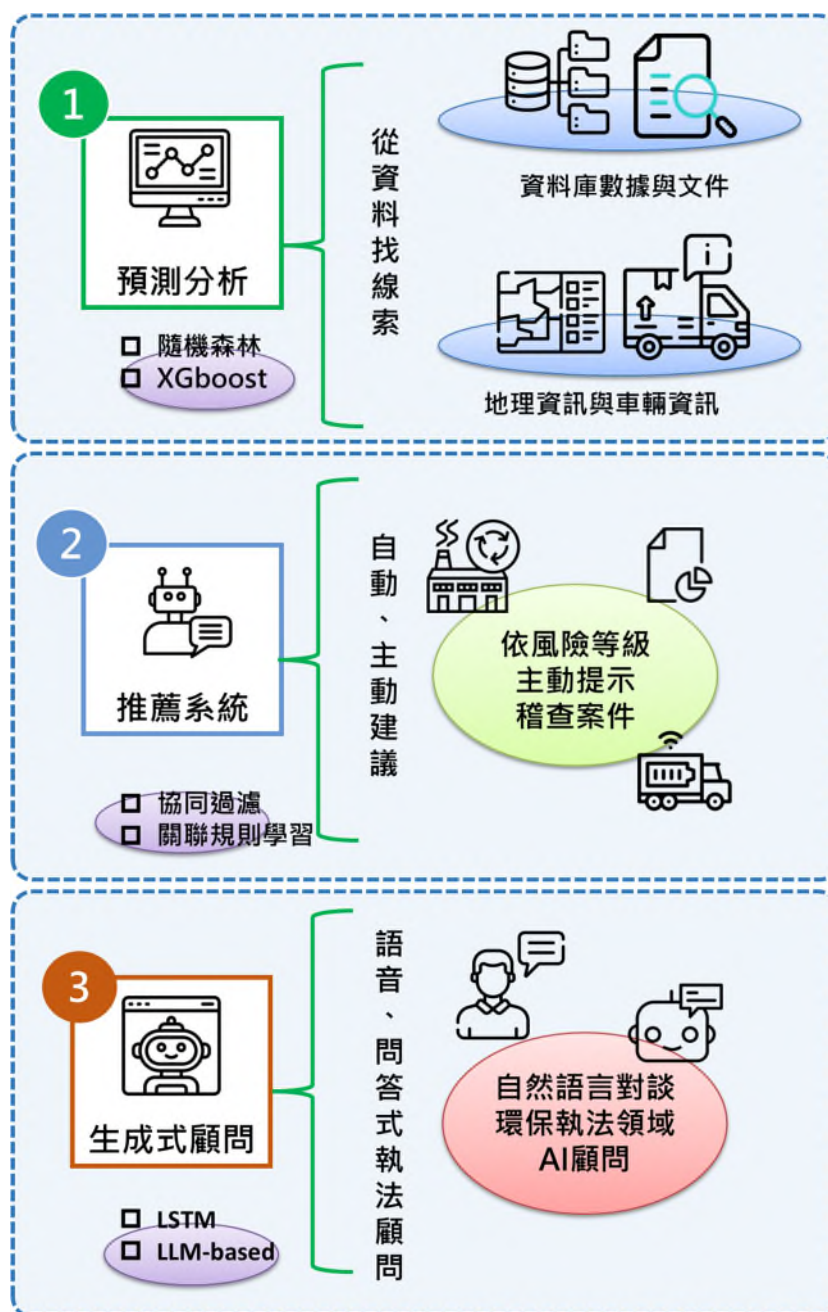 1
預測分析
隨機森林
XGboost
從資料找線索
資料庫數據與文件
地理資訊與車輛資訊
2
推薦系統
協同過濾
關聯規則學習
自動、主動建議
依風險等級
主動提示
稽查案件
3
生成式顧問
LSTM
LLM-based
語音、問答式執法顧問
自然語言對談
環保執法領域
AI顧問